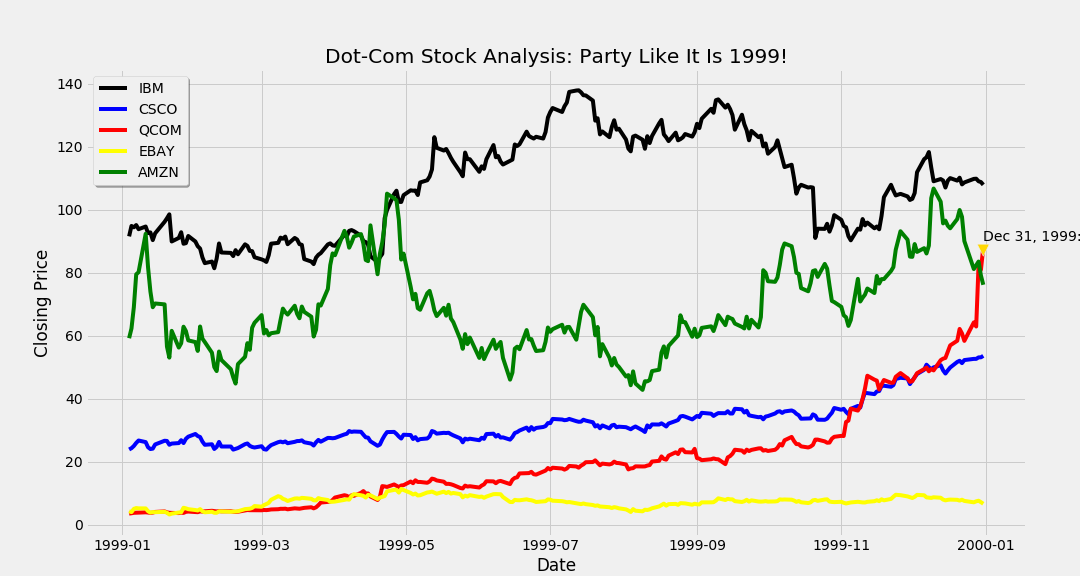 Dot-Com Stock Analysis: Party Like It Is 1999!
140
120
100
80
60
40
20
0
IBM
CSCO
QCOM
EBAY
AMZN
Dec 31, 1999:
Closing Price
1999-01 1999-03 1999-05 1999-07 1999-09 1999-11 2000-01
Date